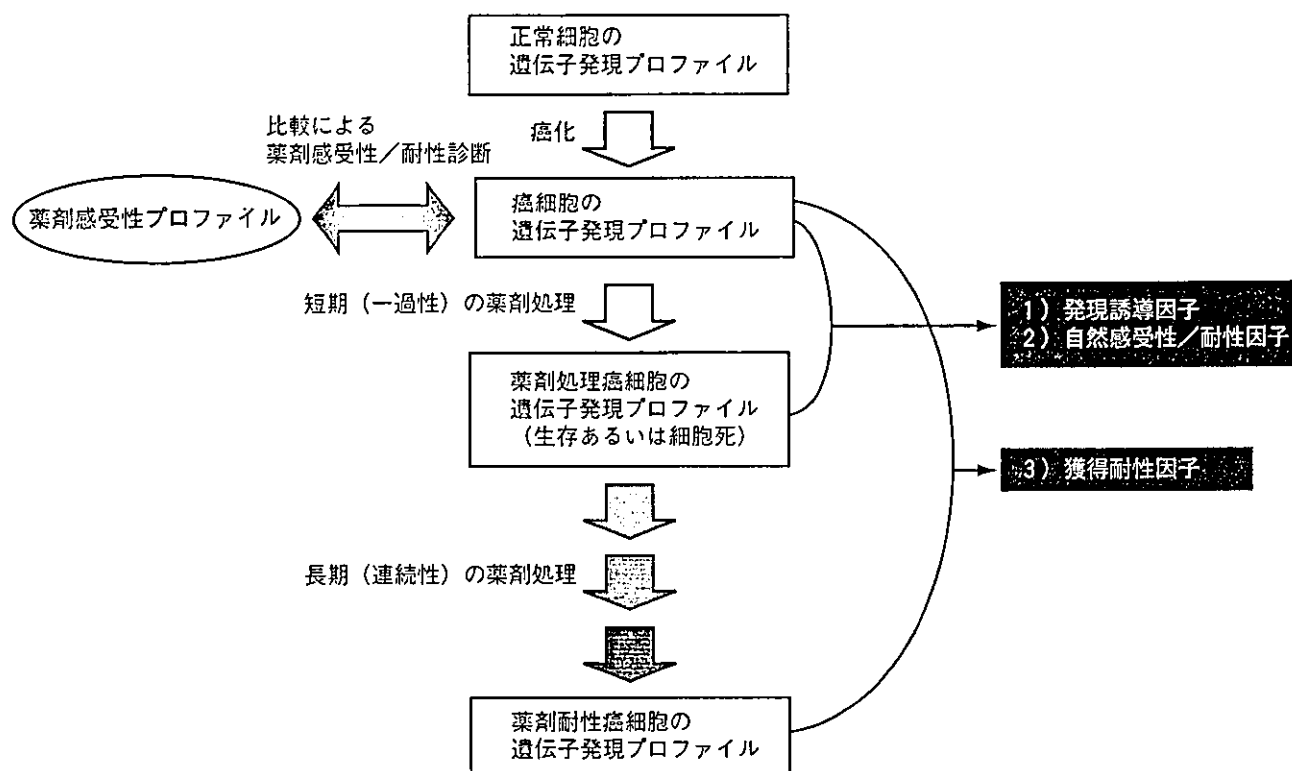 正常細胞の
遺伝子発現プロファイル
比較による
薬剤感受性／耐性診断
癌化
薬剤感受性プロファイル
癌細胞の
遺伝子発現プロファイル
短期（一過性）の薬剤処理
1）発現誘導因子
2）自然感受性／耐性因子
薬剤処理癌細胞の
遺伝子発現プロファイル
（生存あるいは細胞死）
3）獲得耐性因子
長期（連続性）の薬剤処理
薬剤耐性癌細胞の
遺伝子発現プロファイル